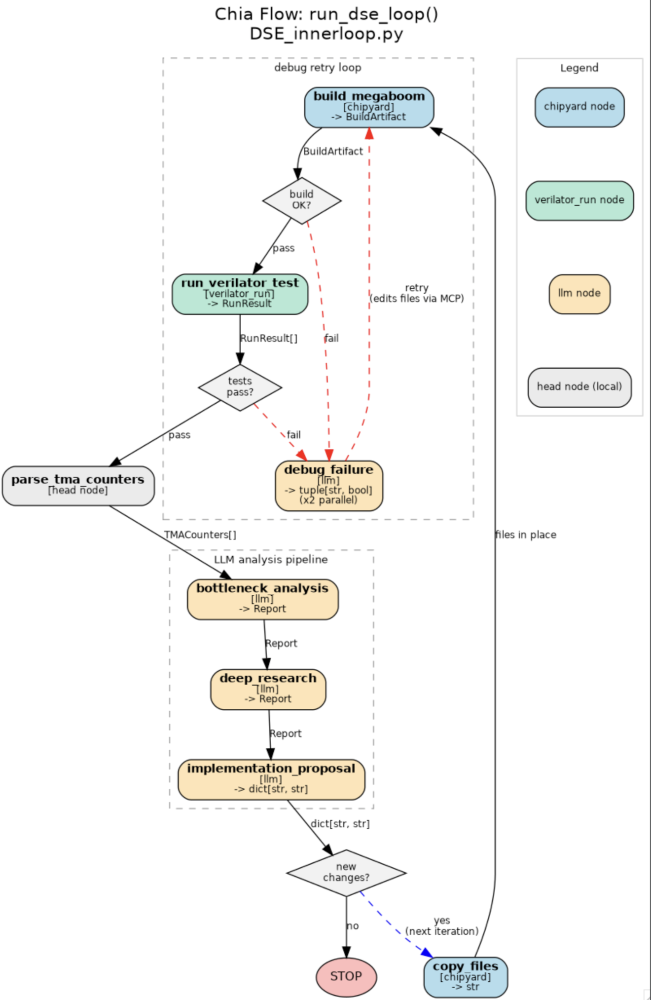 Chia Flow: run_dse_loop()
DSE_innerloop.py
debug retry loop
build_megaboom
[chipyard]
-> BuildArtifact
BuildArtifact
build
OK?
pass
run_verilator_test
[verilator_run]
-> RunResult
retry
(edits files via MCP)
RunResult[]
fail
tests
pass?
pass
fail
parse_tma_counters
[head node]
debug_failure
[llm]
-> tuple[str, bool]
(x2 parallel)
TMACounters[]
files in place
LLM analysis pipeline
bottleneck_analysis
[llm]
-> Report
Report
deep_research
[llm]
-> Report
Report
implementation_proposal
[llm]
-> dict[str, str]
dict[str, str]
new
changes?
no
yes
(next iteration)
STOP
copy_files
[chipyard]
-> str
Legend
chipyard node
verilator_run node
llm node
head node (local)